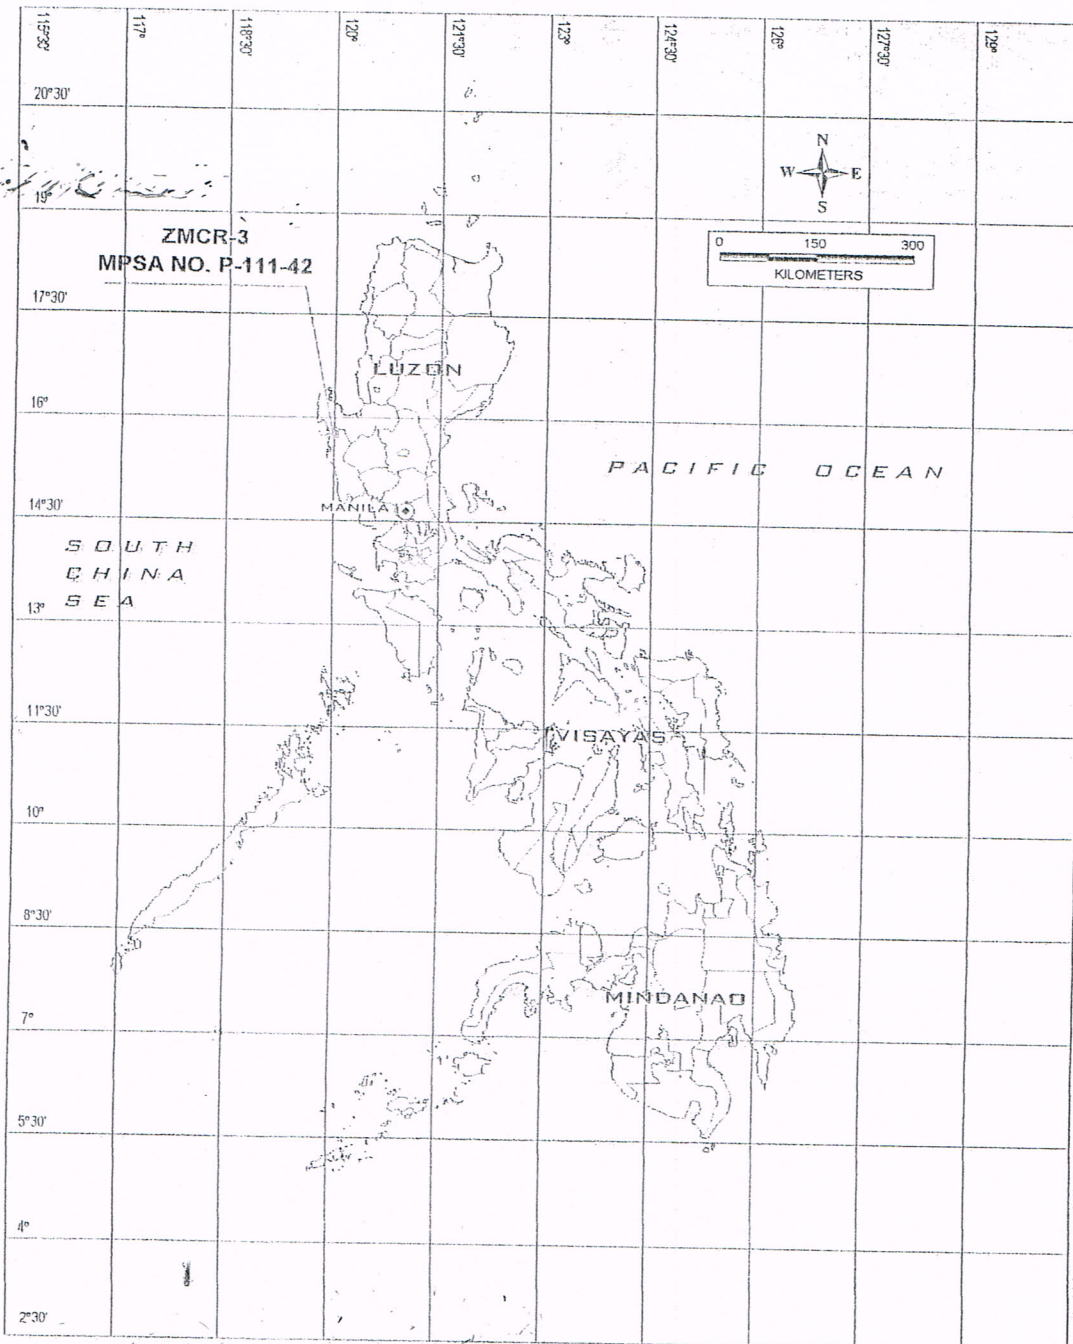 115°30'
117°
118°30'
120°
121°30'
123°
124°30'
126°
127°30'
129°
20°30'
N
W E
S
19°
ZMCR-3
MPSA NO. P-111-42
0 150 300
KILOMETERS
17°30'
LUZON
16°
PACIFIC OCEAN
14°30'
MANILA
SOUTH
CHINA
SEA
13°
11°30'
VISAYAS
10°
8°30'
MINDANAO
7°
5°30'
4°
2°30'